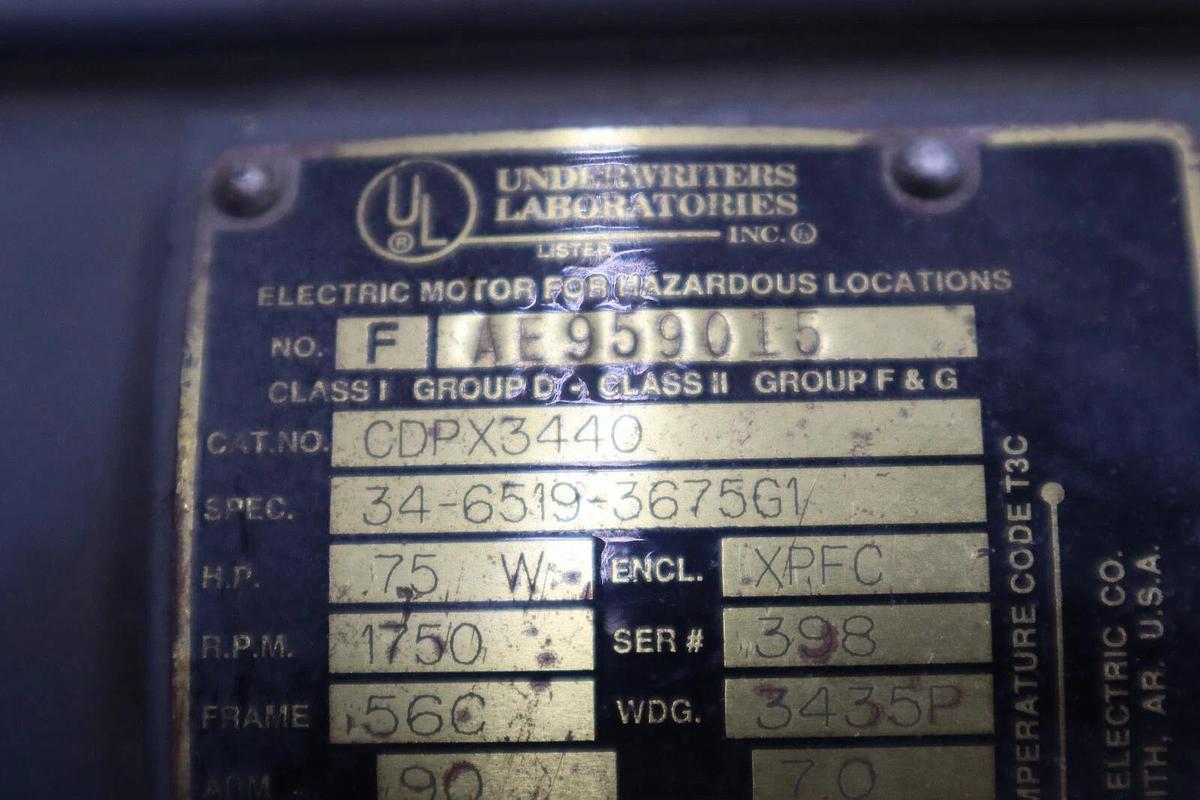 UL
®
UNDERWRITERS
LABORATORIES
INC.®
LISTED
ELECTRIC MOTOR FOR HAZARDOUS LOCATIONS
NO. F AE959015
CLASS I GROUP D - CLASS II GROUP F & G
CAT.NO. CDPX3440
SPEC. 34-6519-3675G1
H.P. .75 W ENCL. XPFC
R.P.M. 1750 SER # 398
FRAME 56C WDG. 3435P
ARM 90 7.0
MPERATURE CODE T3C
ELECTRIC CO.
ITH, AR. U.S.A.